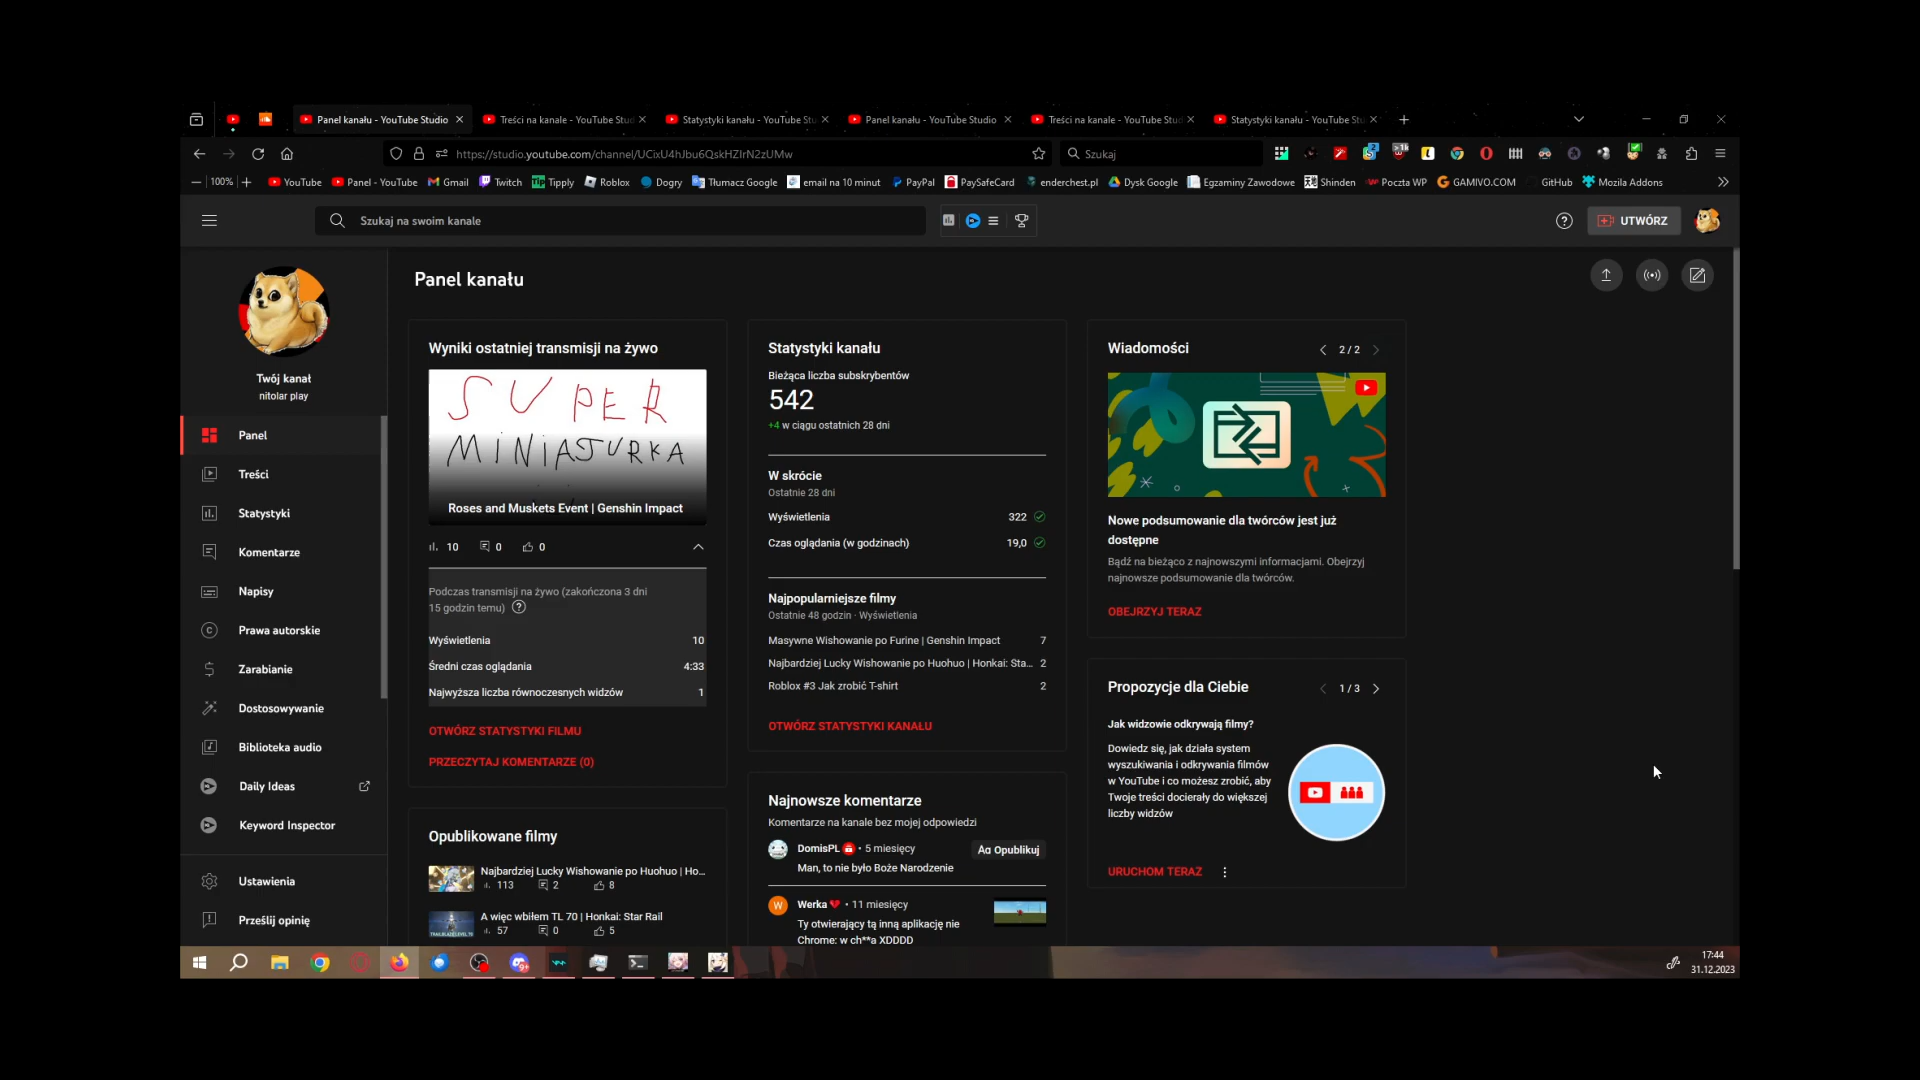 Panel kanału - YouTube Studio
Treści na kanale - YouTube Stud
Statystyki kanału - YouTube Stu
Panel kanału - YouTube Studio
Treści na kanale - YouTube Stud
Statystyki kanału - YouTube Stu
https://studio.youtube.com/channel/UCixU4hJbu6QskHZIrN2zUMw
Szukaj
100%
YouTube
Panel - YouTube
Gmail
Twitch
Tipply
Roblox
Dogry
Tłumacz Google
email na 10 minut
PayPal
PaySafeCard
enderchest.pl
Dysk Google
Egzaminy Zawodowe
Shinden
Poczta WP
GAMIVO.COM
GitHub
Mozila Addons
Szukaj na swoim kanale
UTWÓRZ
Twój kanał
nitolar play
Panel
Treści
Statystyki
Komentarze
Napisy
Prawa autorskie
Zarabianie
Dostosowywanie
Biblioteka audio
Daily Ideas
Keyword Inspector
Ustawienia
Prześlij opinię
Panel kanału
Wyniki ostatniej transmisji na żywo
SUPER
MINIATURKA
Roses and Muskets Event | Genshin Impact
10 0 0
Podczas transmisji na żywo (zakończona 3 dni
15 godzin temu)
Wyświetlenia 10
Średni czas oglądania 4:33
Najwyższa liczba równoczesnych widzów 1
OTWÓRZ STATYSTYKI FILMU
PRZECZYTAJ KOMENTARZE (0)
Opublikowane filmy
Najbardziej Lucky Wishowanie po Huohuo | Ho...
113 2 8
A więc wbiłem TL 70 | Honkai: Star Rail
57 0 5
Statystyki kanału
Bieżąca liczba subskrybentów
542
+4 w ciągu ostatnich 28 dni
W skrócie
Ostatnie 28 dni
Wyświetlenia 322
Czas oglądania (w godzinach) 19,0
Najpopularniejsze filmy
Ostatnie 48 godzin · Wyświetlenia
Masywne Wishowanie po Furine | Genshin Impact 7
Najbardziej Lucky Wishowanie po Huohuo | Honkai: Sta... 2
Roblox #3 Jak zrobić T-shirt 2
OTWÓRZ STATYSTYKI KANAŁU
Najnowsze komentarze
Komentarze na kanale bez mojej odpowiedzi
DomisPL • 5 miesięcy
Aα Opublikuj
Man, to nie było Boże Narodzenie
W
Werka • 11 miesięcy
Ty otwierający tą inną aplikację nie
Chrome: w ch**a XDDDD
Wiadomości
2 / 2
Nowe podsumowanie dla twórców jest już
dostępne
Bądź na bieżąco z najnowszymi informacjami. Obejrzyj
najnowsze podsumowanie dla twórców.
OBEJRZYJ TERAZ
Propozycje dla Ciebie
1 / 3
Jak widzowie odkrywają filmy?
Dowiedz się, jak działa system
wyszukiwania i odkrywania filmów
w YouTube i co możesz zrobić, aby
Twoje treści docierały do większej
liczby widzów
URUCHOM TERAZ
17:44
31.12.2023